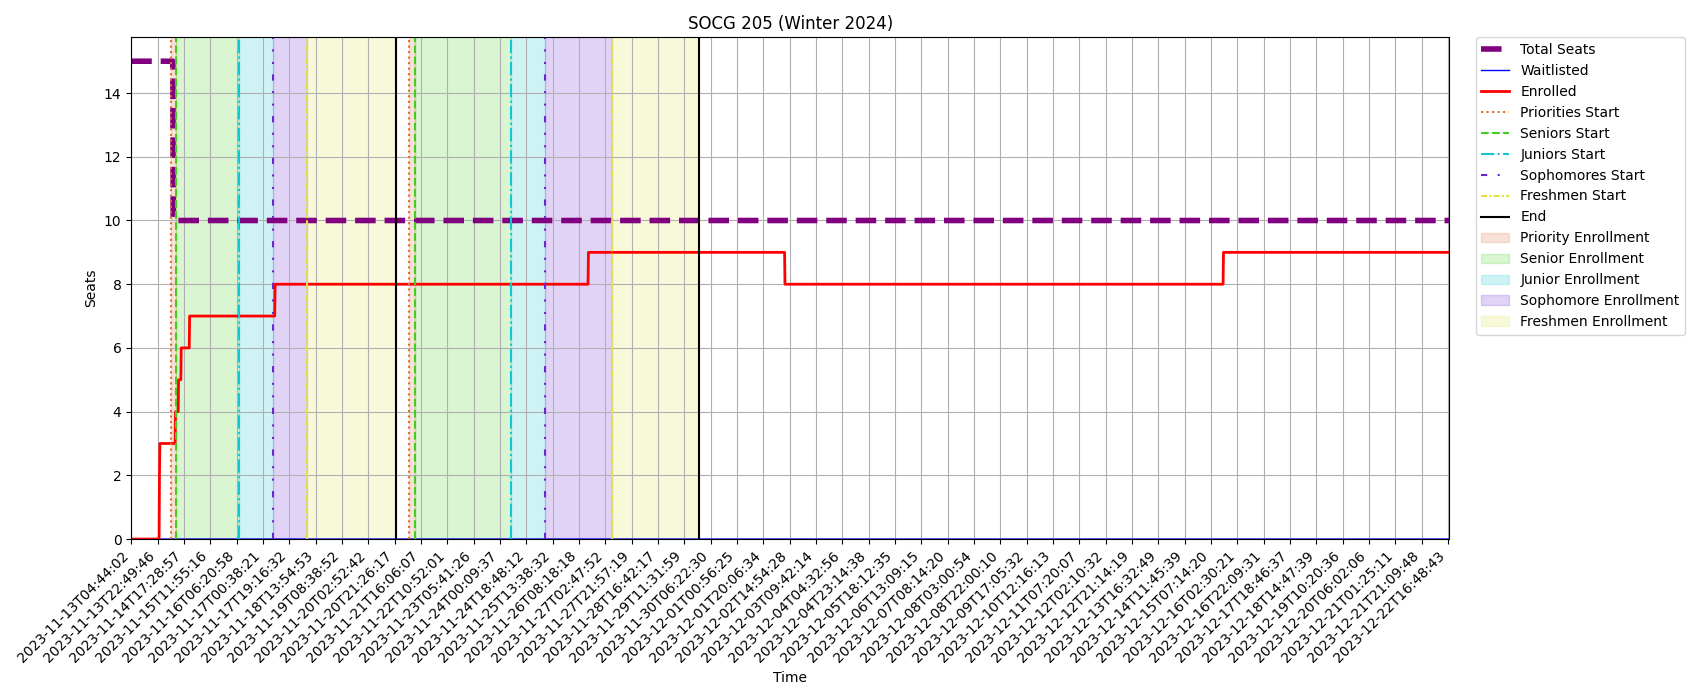 SOCG 205 (Winter 2024)
Seats
14
12
10
8
6
4
2
0
2023-11-13T04:44:02
2023-11-13T22:49:46
2023-11-14T17:28:57
2023-11-15T11:55:16
2023-11-16T06:20:58
2023-11-17T00:38:21
2023-11-17T19:16:32
2023-11-18T13:54:53
2023-11-19T08:38:52
2023-11-20T02:52:42
2023-11-20T21:26:17
2023-11-21T16:06:07
2023-11-22T10:52:01
2023-11-23T05:41:26
2023-11-24T00:09:37
2023-11-24T18:48:12
2023-11-25T13:38:32
2023-11-26T08:18:18
2023-11-27T02:47:52
2023-11-27T21:57:19
2023-11-28T16:42:17
2023-11-29T11:31:59
2023-11-30T06:22:30
2023-12-01T00:56:25
2023-12-01T20:06:34
2023-12-02T14:54:28
2023-12-03T09:42:14
2023-12-04T04:32:56
2023-12-04T23:14:38
2023-12-05T18:12:35
2023-12-06T13:09:15
2023-12-07T08:14:20
2023-12-08T03:00:54
2023-12-08T22:00:10
2023-12-09T17:05:32
2023-12-10T12:16:13
2023-12-11T07:20:07
2023-12-12T02:10:32
2023-12-12T21:14:19
2023-12-13T16:32:49
2023-12-14T11:45:39
2023-12-15T07:14:20
2023-12-16T02:30:21
2023-12-16T22:09:31
2023-12-17T18:46:37
2023-12-18T14:47:39
2023-12-19T10:20:36
2023-12-20T06:02:06
2023-12-21T01:25:11
2023-12-21T21:09:48
2023-12-22T16:48:43
Time
Total Seats
Waitlisted
Enrolled
Priorities Start
Seniors Start
Juniors Start
Sophomores Start
Freshmen Start
End
Priority Enrollment
Senior Enrollment
Junior Enrollment
Sophomore Enrollment
Freshmen Enrollment